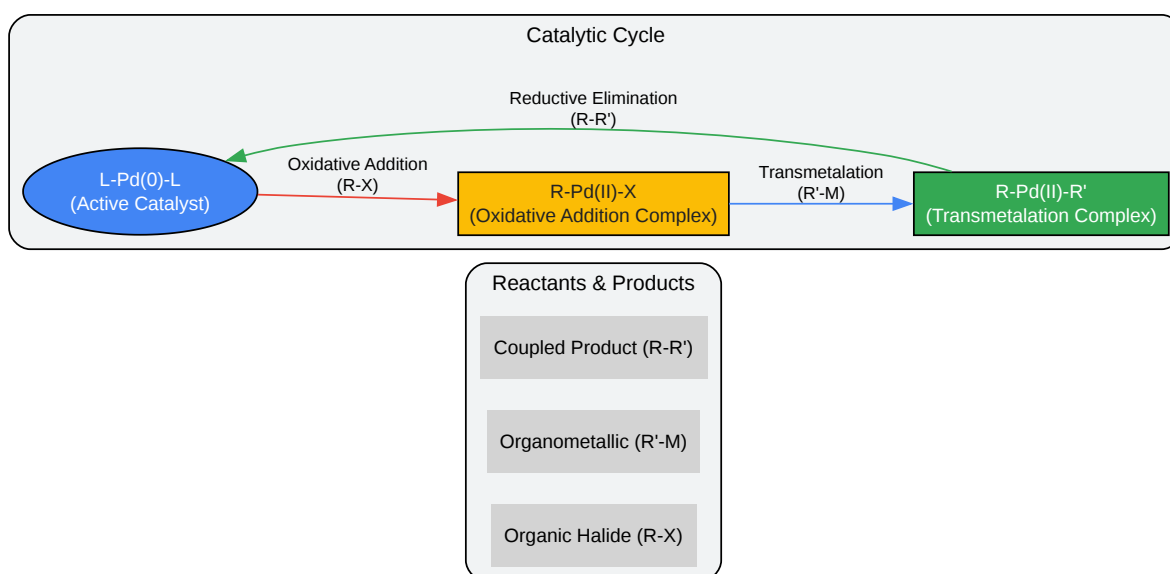 Catalytic Cycle
Reductive Elimination
(R-R')
Oxidative Addition
(R-X)
L-Pd(0)-L
(Active Catalyst)
R-Pd(II)-X
(Oxidative Addition Complex)
Transmetalation
(R'-M)
R-Pd(II)-R'
(Transmetalation Complex)
Reactants & Products
Coupled Product (R-R')
Organometallic (R'-M)
Organic Halide (R-X)